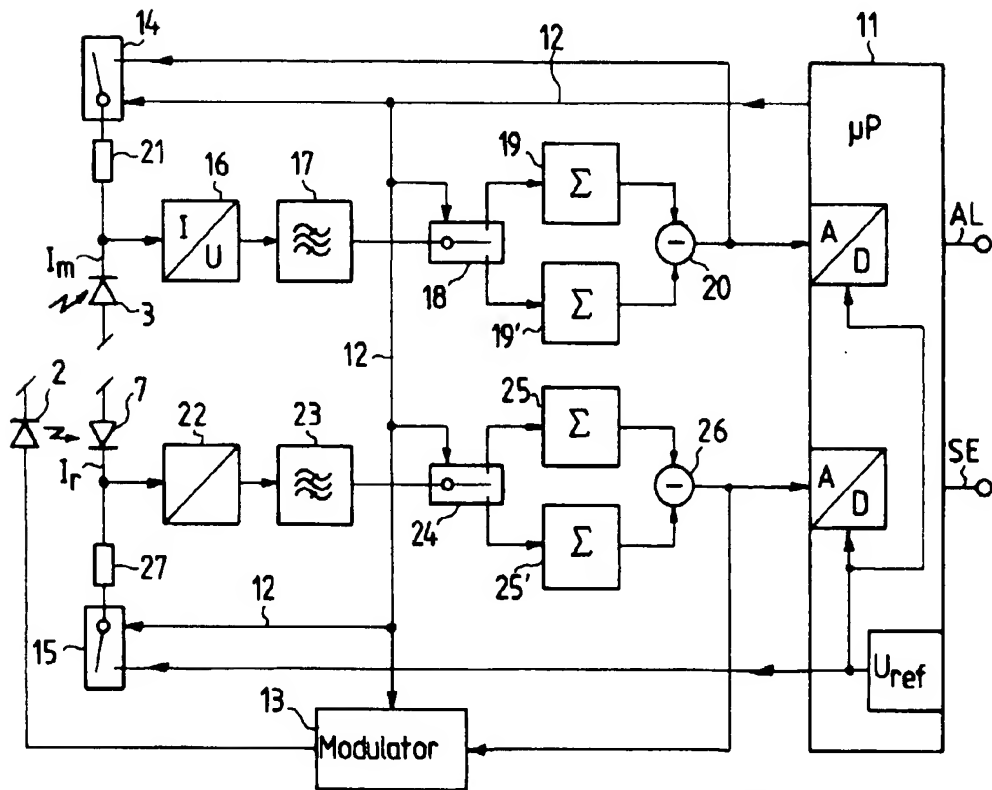 14
12
11
µP
21
16
17
19
Σ
I
U
AL
A
D
I_m
18
20
3
19'
Σ
12
2
7
22
23
25
Σ
26
SE
A
D
I_r
24
25'
Σ
27
12
15
U_ref
13
Modulator